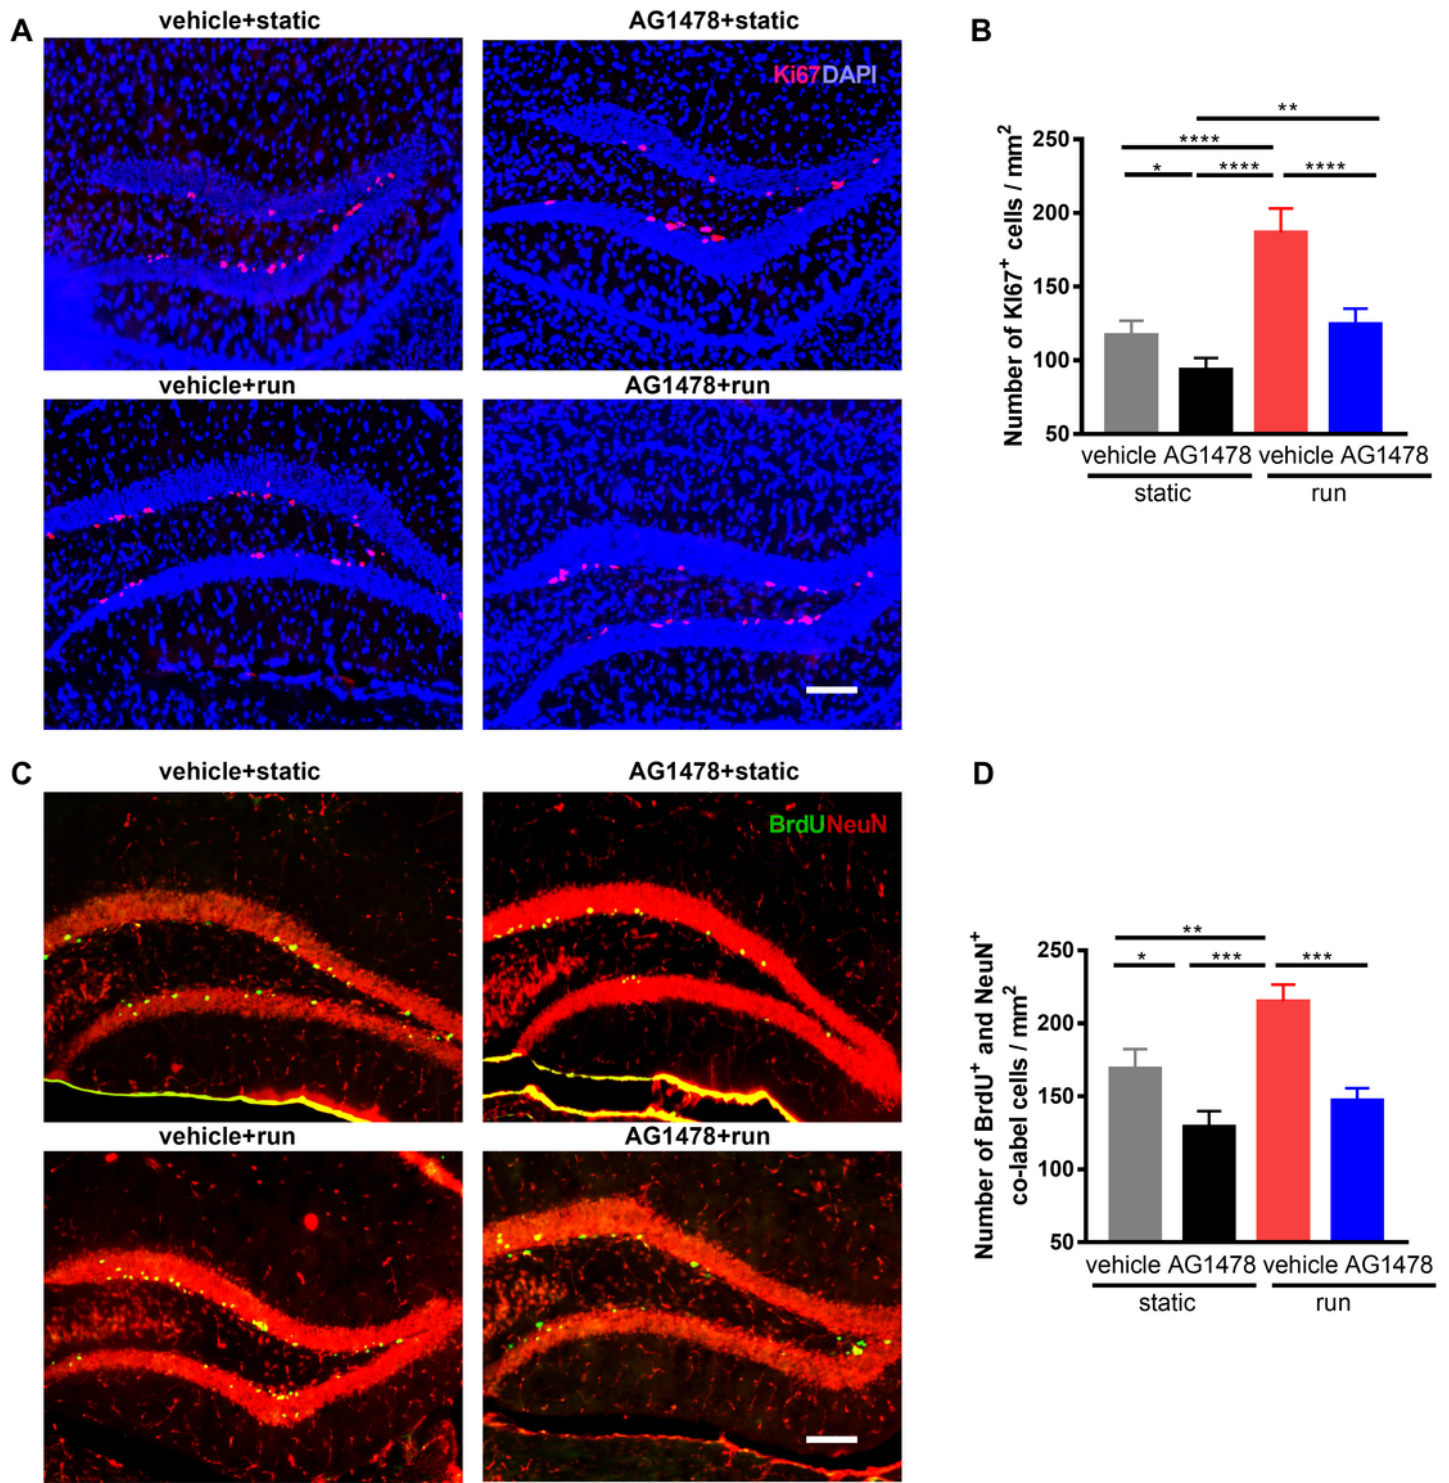 A
vehicle+static
AG1478+static
Ki67DAPI
vehicle+run
AG1478+run
B
Number of KI67⁺ cells / mm²
250
200
150
100
50
**
****
* **** ****
vehicle AG1478 vehicle AG1478
static run
C
vehicle+static
AG1478+static
BrdUNeuN
vehicle+run
AG1478+run
D
Number of BrdU⁺ and NeuN⁺
co-label cells / mm²
250
200
150
100
50
**
* *** ***
vehicle AG1478 vehicle AG1478
static run